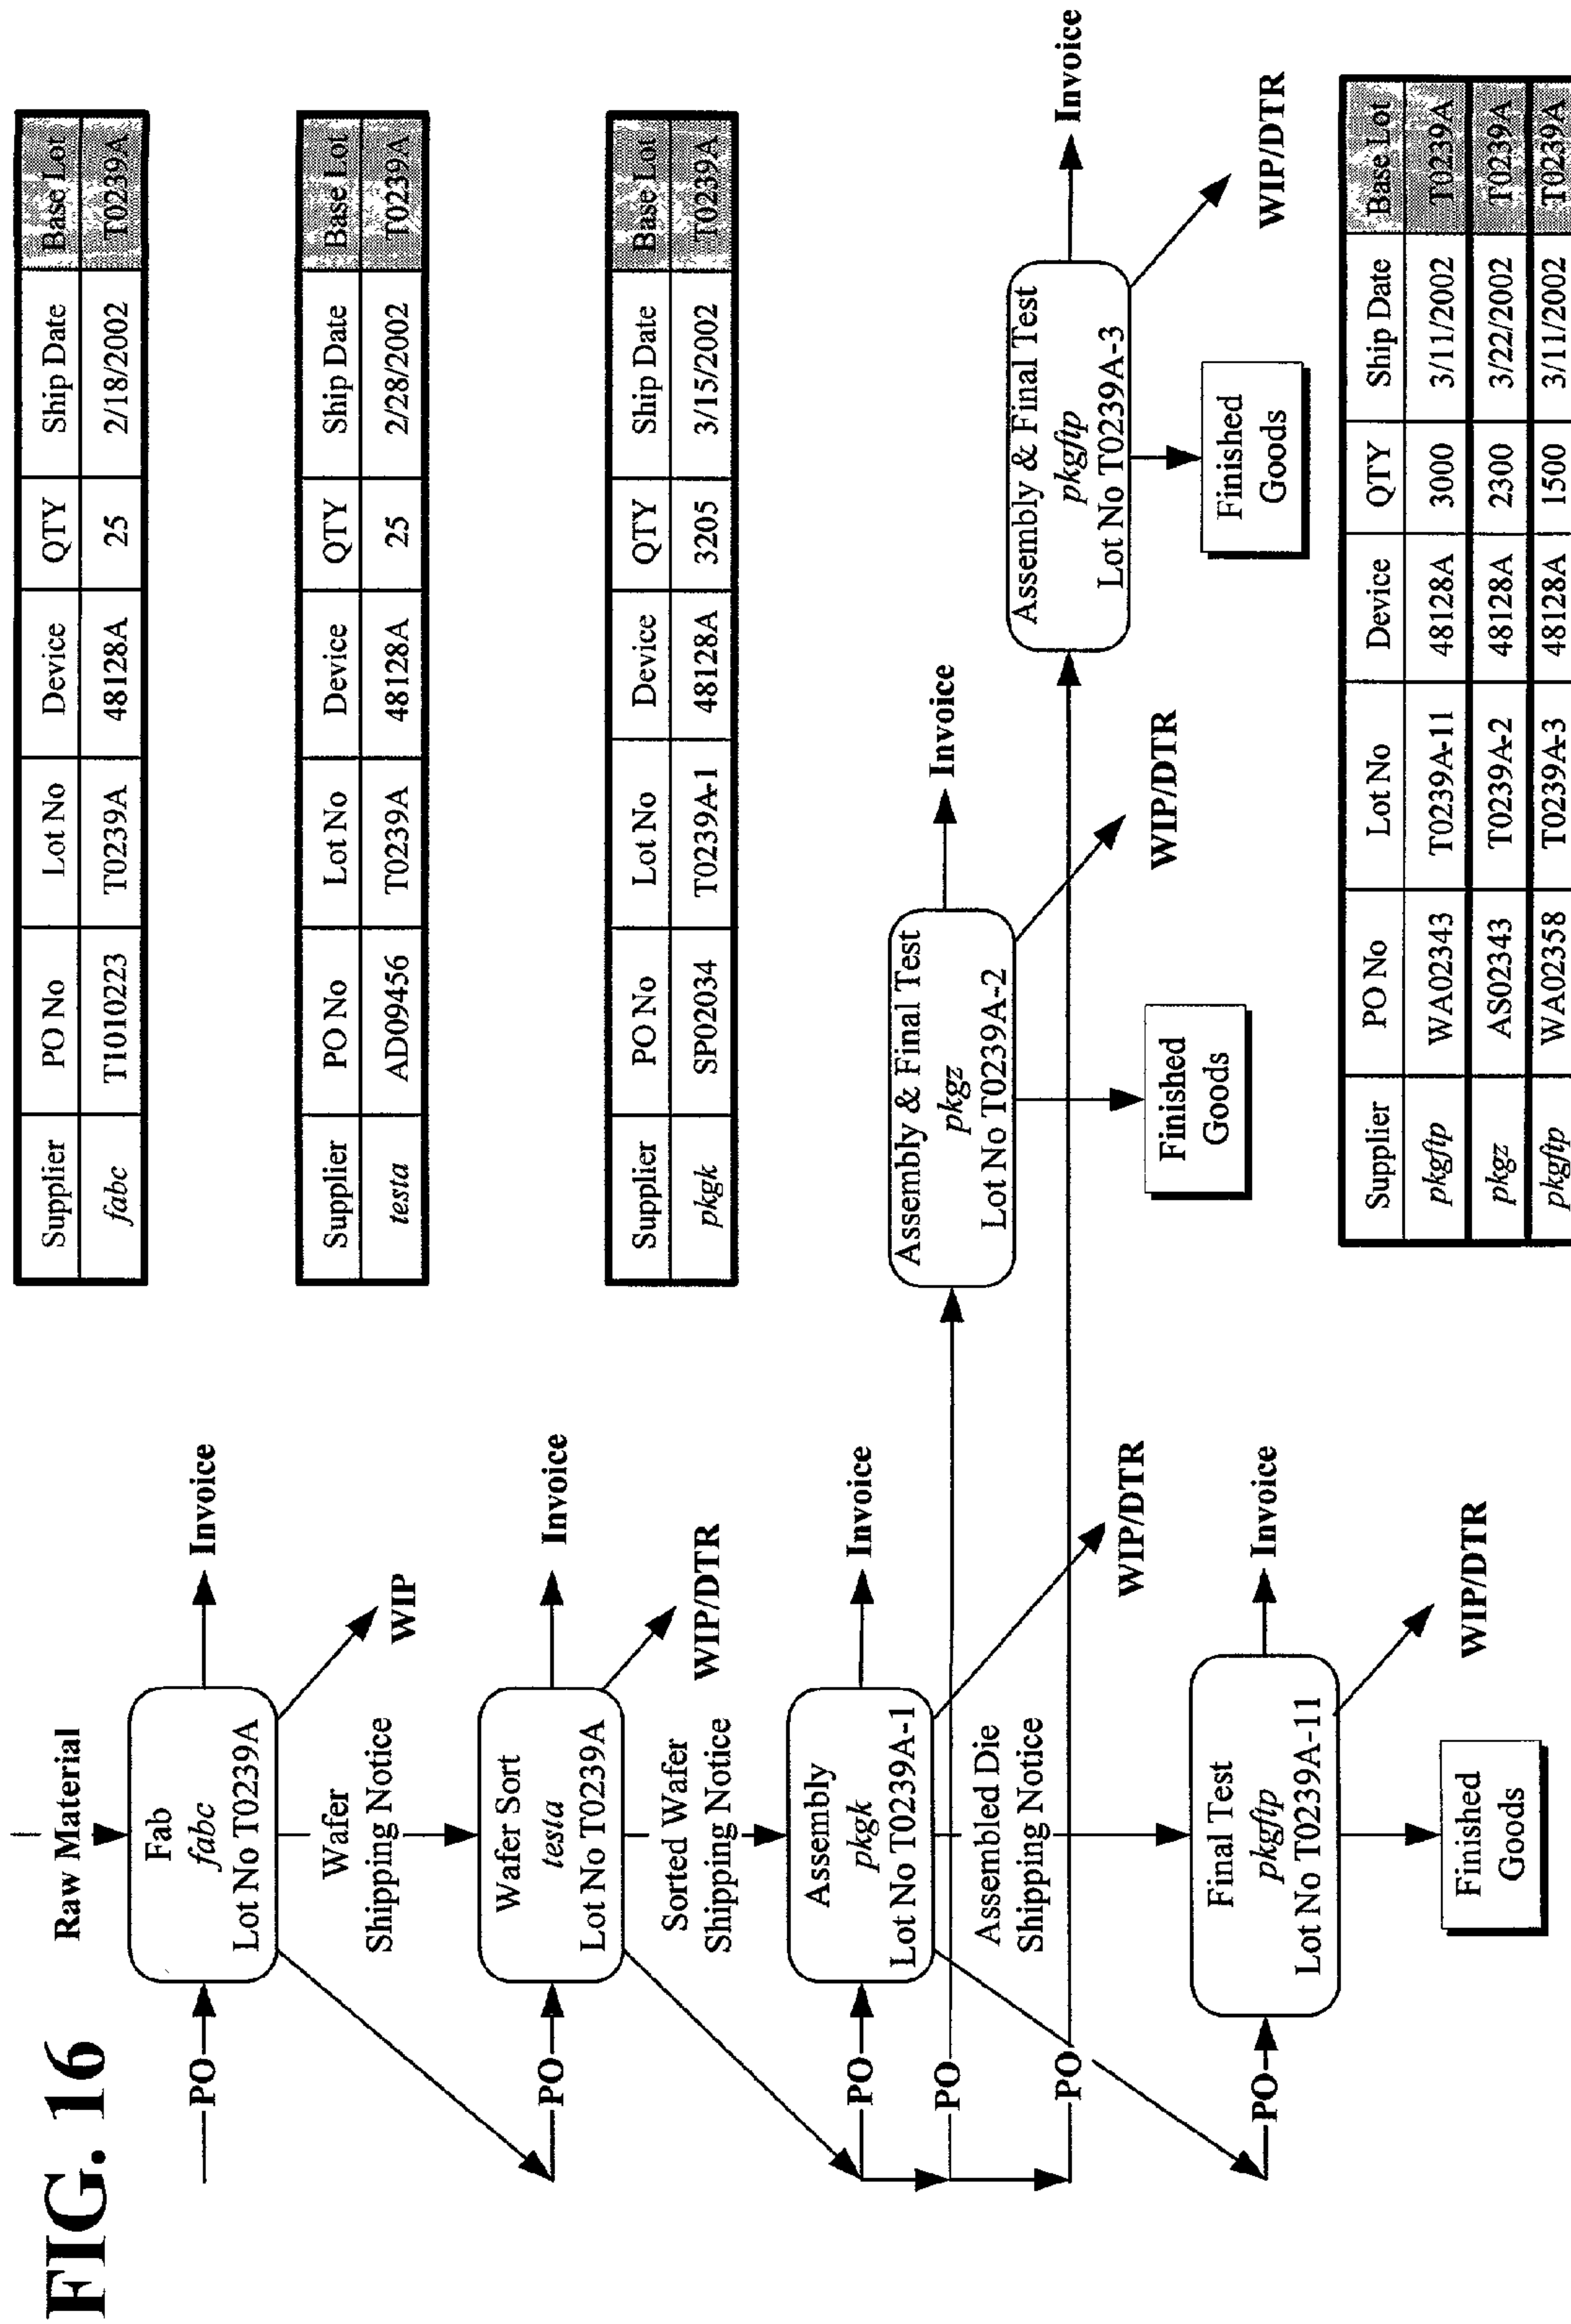 FIG. 16
Raw Material
Supplier PO No Lot No Device QTY Ship Date Base Lot
fabc T1010223 T0239A 48128A 25 2/18/2002 T0239A
PO
Fab
fabc
Lot No T0239A
Invoice
WIP
Wafer
Shipping Notice
Supplier PO No Lot No Device QTY Ship Date Base Lot
testa AD09456 T0239A 48128A 25 2/28/2002 T0239A
PO
Wafer Sort
testa
Lot No T0239A
Invoice
WIP/DTR
Sorted Wafer
Shipping Notice
Supplier PO No Lot No Device QTY Ship Date Base Lot
pkgk SP02034 T0239A-1 48128A 3205 3/15/2002 T0239A
PO
Assembly
pkgk
Lot No T0239A-1
Invoice
WIP/DTR
PO
Assembly & Final Test
pkgz
Lot No T0239A-2
Invoice
WIP/DTR
Finished
Goods
Assembled Die
Shipping Notice
PO
Assembly & Final Test
pkgftp
Lot No T0239A-3
Invoice
WIP/DTR
Finished
Goods
PO
Final Test
pkgftp
Lot No T0239A-11
Invoice
WIP/DTR
Finished
Goods
Supplier PO No Lot No Device QTY Ship Date Base Lot
pkgftp WA02343 T0239A-11 48128A 3000 3/11/2002 T0239A
pkgz AS02343 T0239A-2 48128A 2300 3/22/2002 T0239A
pkgftp WA02358 T0239A-3 48128A 1500 3/11/2002 T0239A